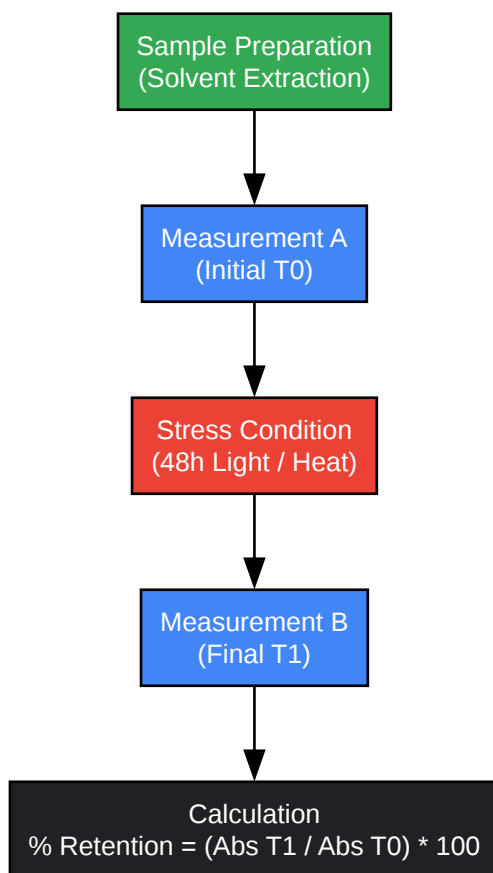 Sample Preparation
(Solvent Extraction)
Measurement A
(Initial T0)
Stress Condition
(48h Light / Heat)
Measurement B
(Final T1)
Calculation
% Retention = (Abs T1 / Abs T0) * 100